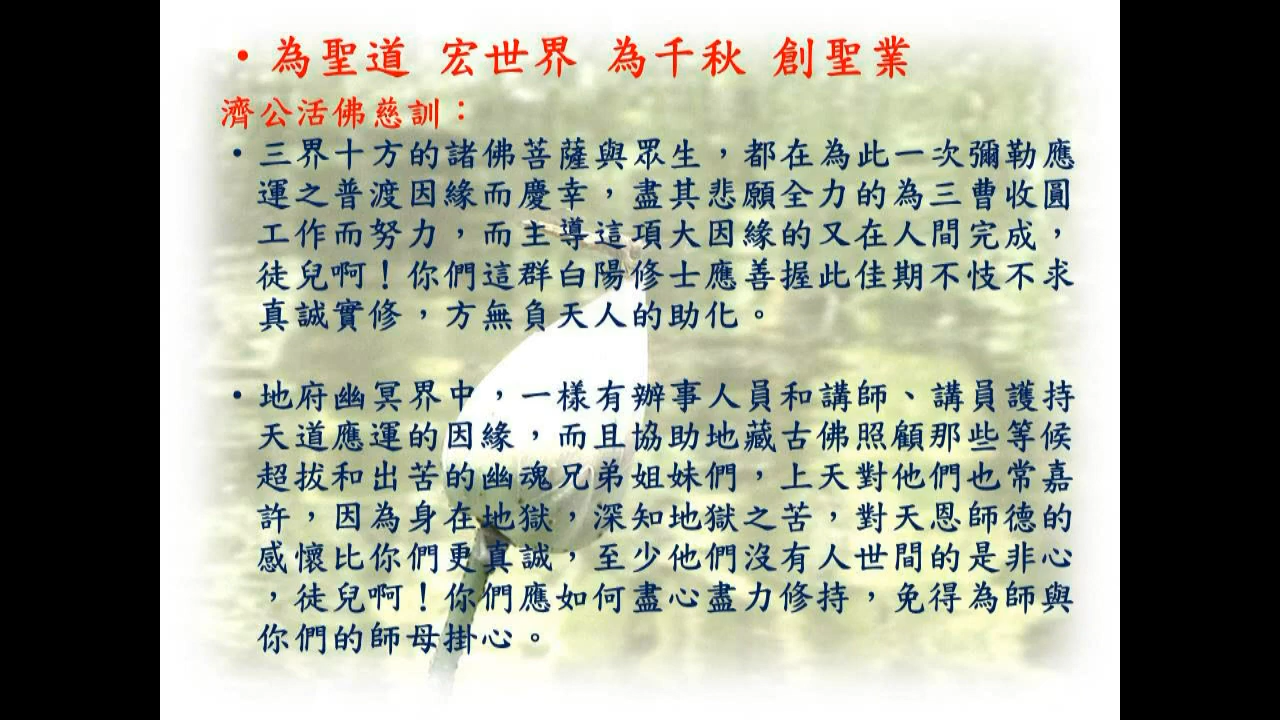 • 為聖道 宏世界 為千秋 創聖業
濟公活佛慈訓：
• 三界十方的諸佛菩薩與眾生，都在為此一次彌勒應
運之普渡因緣而慶幸，盡其悲願全力的為三曹收圓
工作而努力，而主導這項大因緣的又在人間完成，
徒兒啊！你們這群白陽修士應善握此佳期不忮不求
真誠實修，方無負天人的助化。
• 地府幽冥界中，一樣有辦事人員和講師、講員護持
天道應運的因緣，而且協助地藏古佛照顧那些等候
超拔和出苦的幽魂兄弟姐妹們，上天對他們也常嘉
許，因為身在地獄，深知地獄之苦，對天恩師德的
感懷比你們更真誠，至少他們沒有人世間的是非心
，徒兒啊！你們應如何盡心盡力修持，免得為師與
你們的師母掛心。